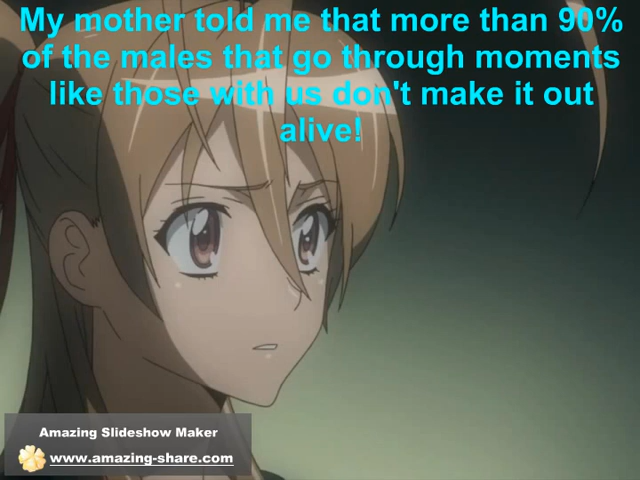 My mother told me that more than 90%
of the males that go through moments
like those with us don't make it out
alive!
Amazing Slideshow Maker
www.amazing-share.com